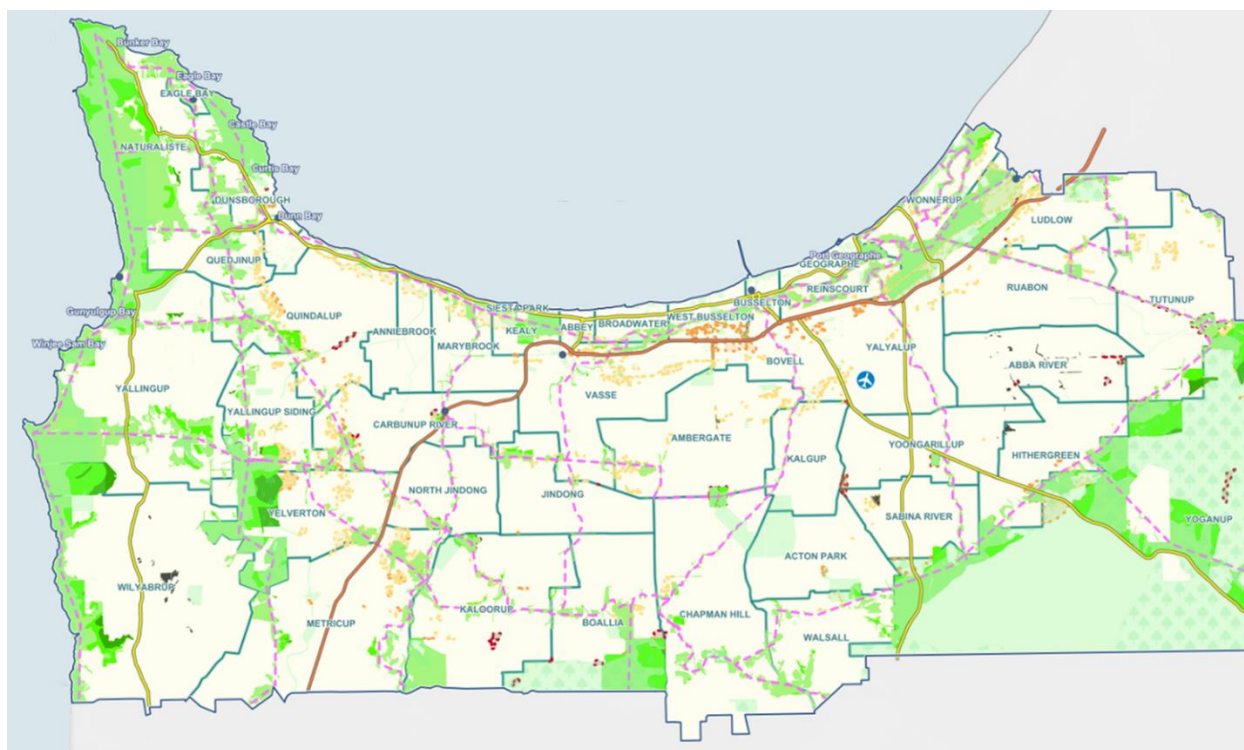 Bunker Bay
Eagle Bay
EAGLE BAY
Castle Bay
NATURALISTE
Curtis Bay
DUNSBOROUGH
Dunn Bay
WONNERUP
LUDLOW
QUEDJINUP
Port Geographe
GEOGRAPHE
REINSCOURT
RUABON
TUTUNUP
Gunyulgup Bay
QUINDALUP
SIESTA PARK
BUSSELTON
ANNIEBROOK
KEALY
ABBEY
BROADWATER
WEST BUSSELTON
Winjee Sam Bay
MARYBROOK
YALYALUP
BOVELL
ABBA RIVER
YALLINGUP
VASSE
YALLINGUP SIDING
CARBUNUP RIVER
AMBERGATE
YOONGARILLUP
KALGUP
HITHERGREEN
NORTH JINDONG
JINDONG
YELVERTON
SABINA RIVER
YOGANUP
ACTON PARK
WILYABRUP
KALOORUP
CHAPMAN HILL
METRICUP
BOALLIA
WALSALL